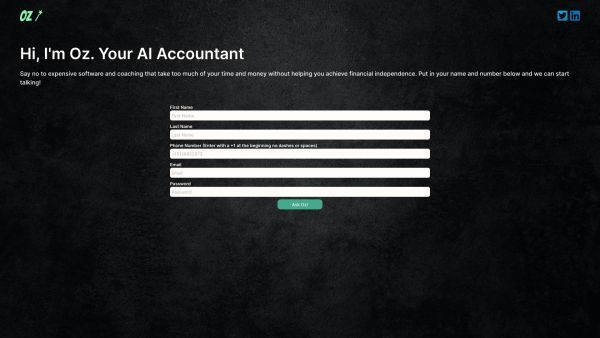 OZ
Hi, I'm Oz. Your AI Accountant
Say no to expensive software and coaching that take too much of your time and money without helping you achieve financial independence. Put in your name and number below and we can start
talking!
First Name
First Name
Last Name
Last Name
Phone Number (Enter with a +1 at the beginning no dashes or spaces)
Email
Email
Password
Password
Ask Oz!